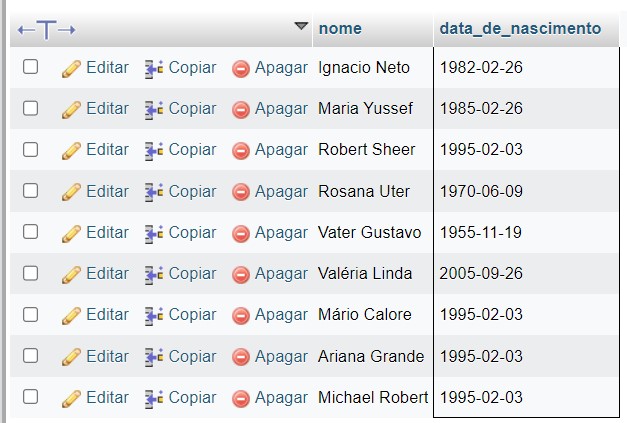 nome data_de_nascimento
Editar Copiar Apagar Ignacio Neto 1982-02-26
Editar Copiar Apagar Maria Yussef 1985-02-26
Editar Copiar Apagar Robert Sheer 1995-02-03
Editar Copiar Apagar Rosana Uter 1970-06-09
Editar Copiar Apagar Vater Gustavo 1955-11-19
Editar Copiar Apagar Valéria Linda 2005-09-26
Editar Copiar Apagar Mário Calore 1995-02-03
Editar Copiar Apagar Ariana Grande 1995-02-03
Editar Copiar Apagar Michael Robert 1995-02-03